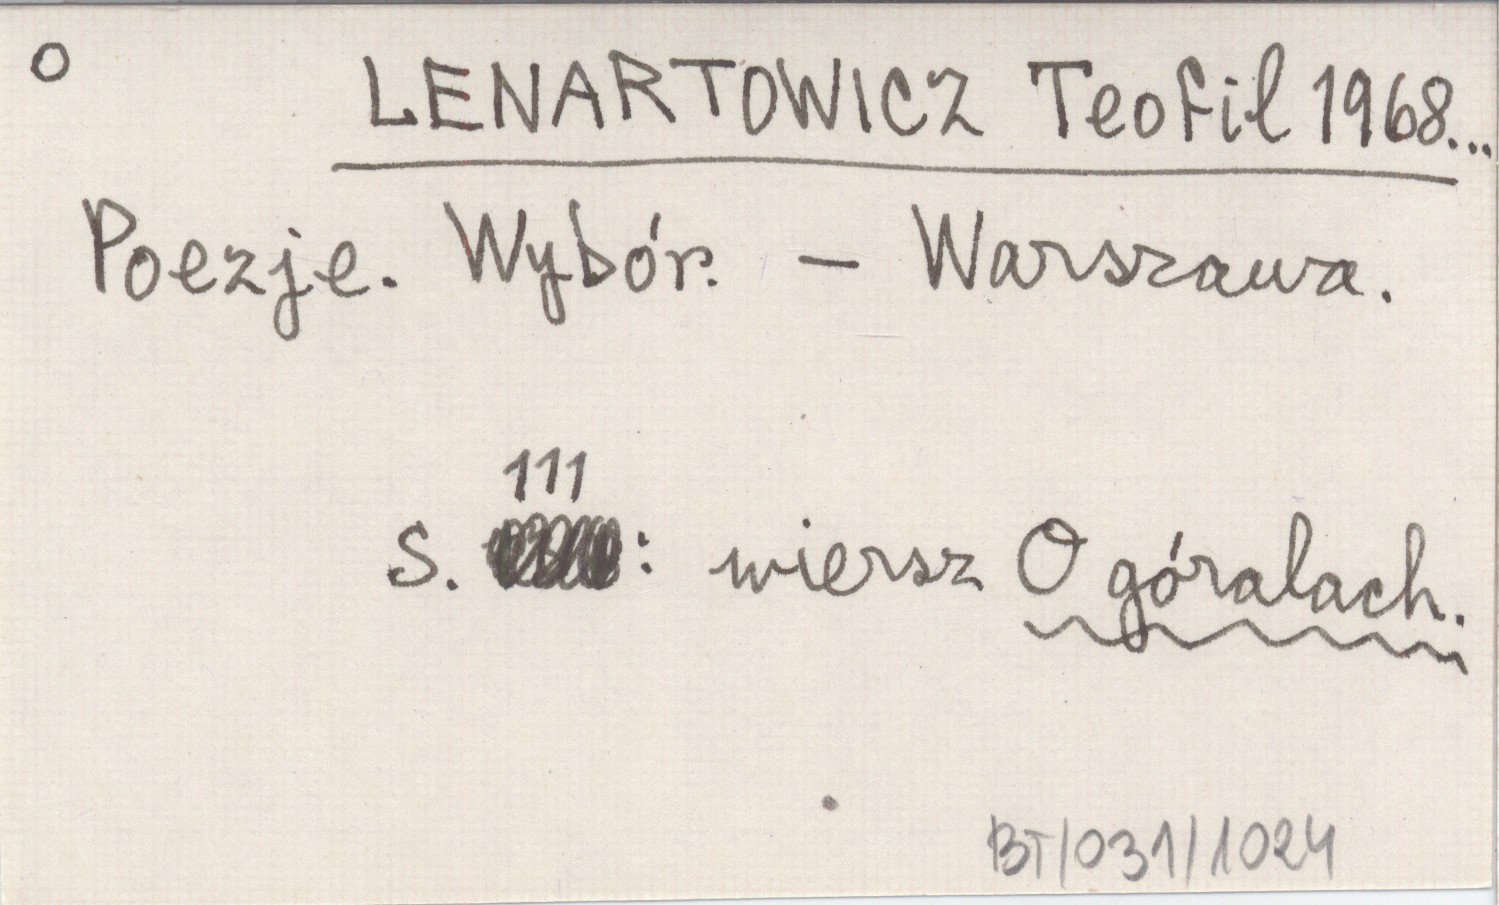 O LENARTOWICZ Teofil 1968...
Poezje. Wybór. – Warszawa.
111
s. : wiersz O góralach.
BT/031/1024